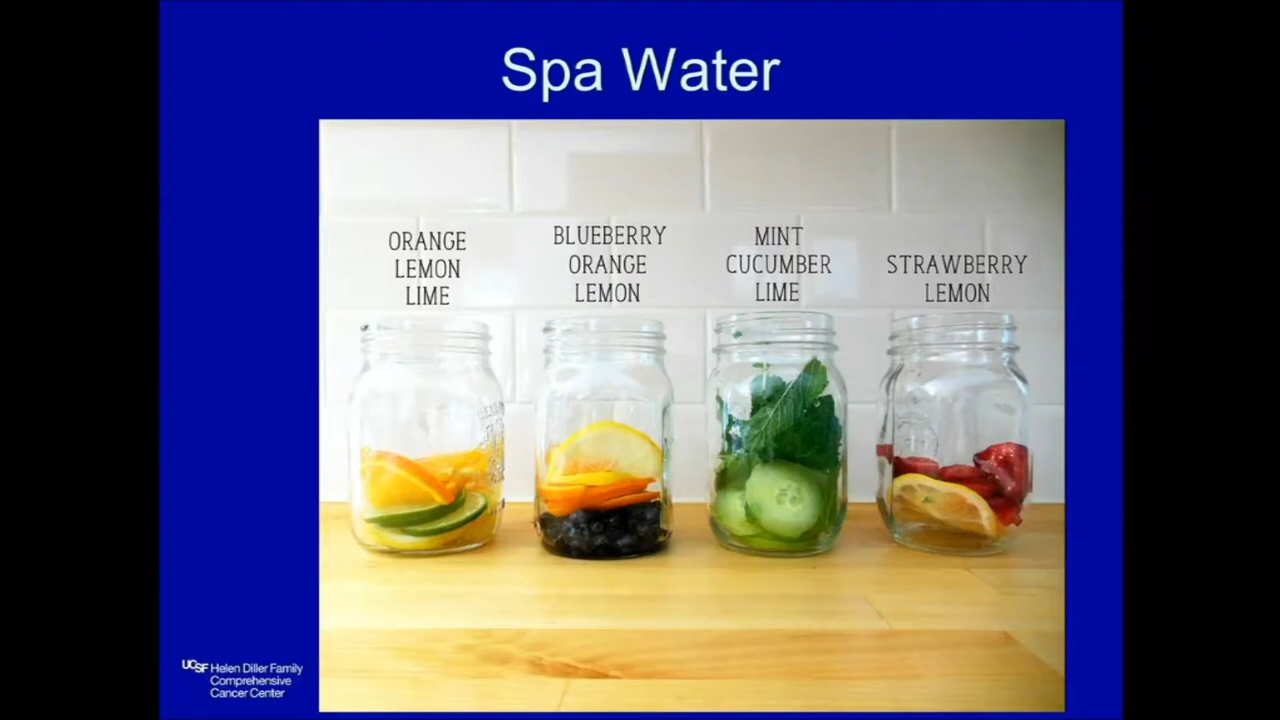 Spa Water
ORANGE
LEMON
LIME
BLUEBERRY
ORANGE
LEMON
MINT
CUCUMBER
LIME
STRAWBERRY
LEMON
UCSF Helen Diller Family
Comprehensive
Cancer Center